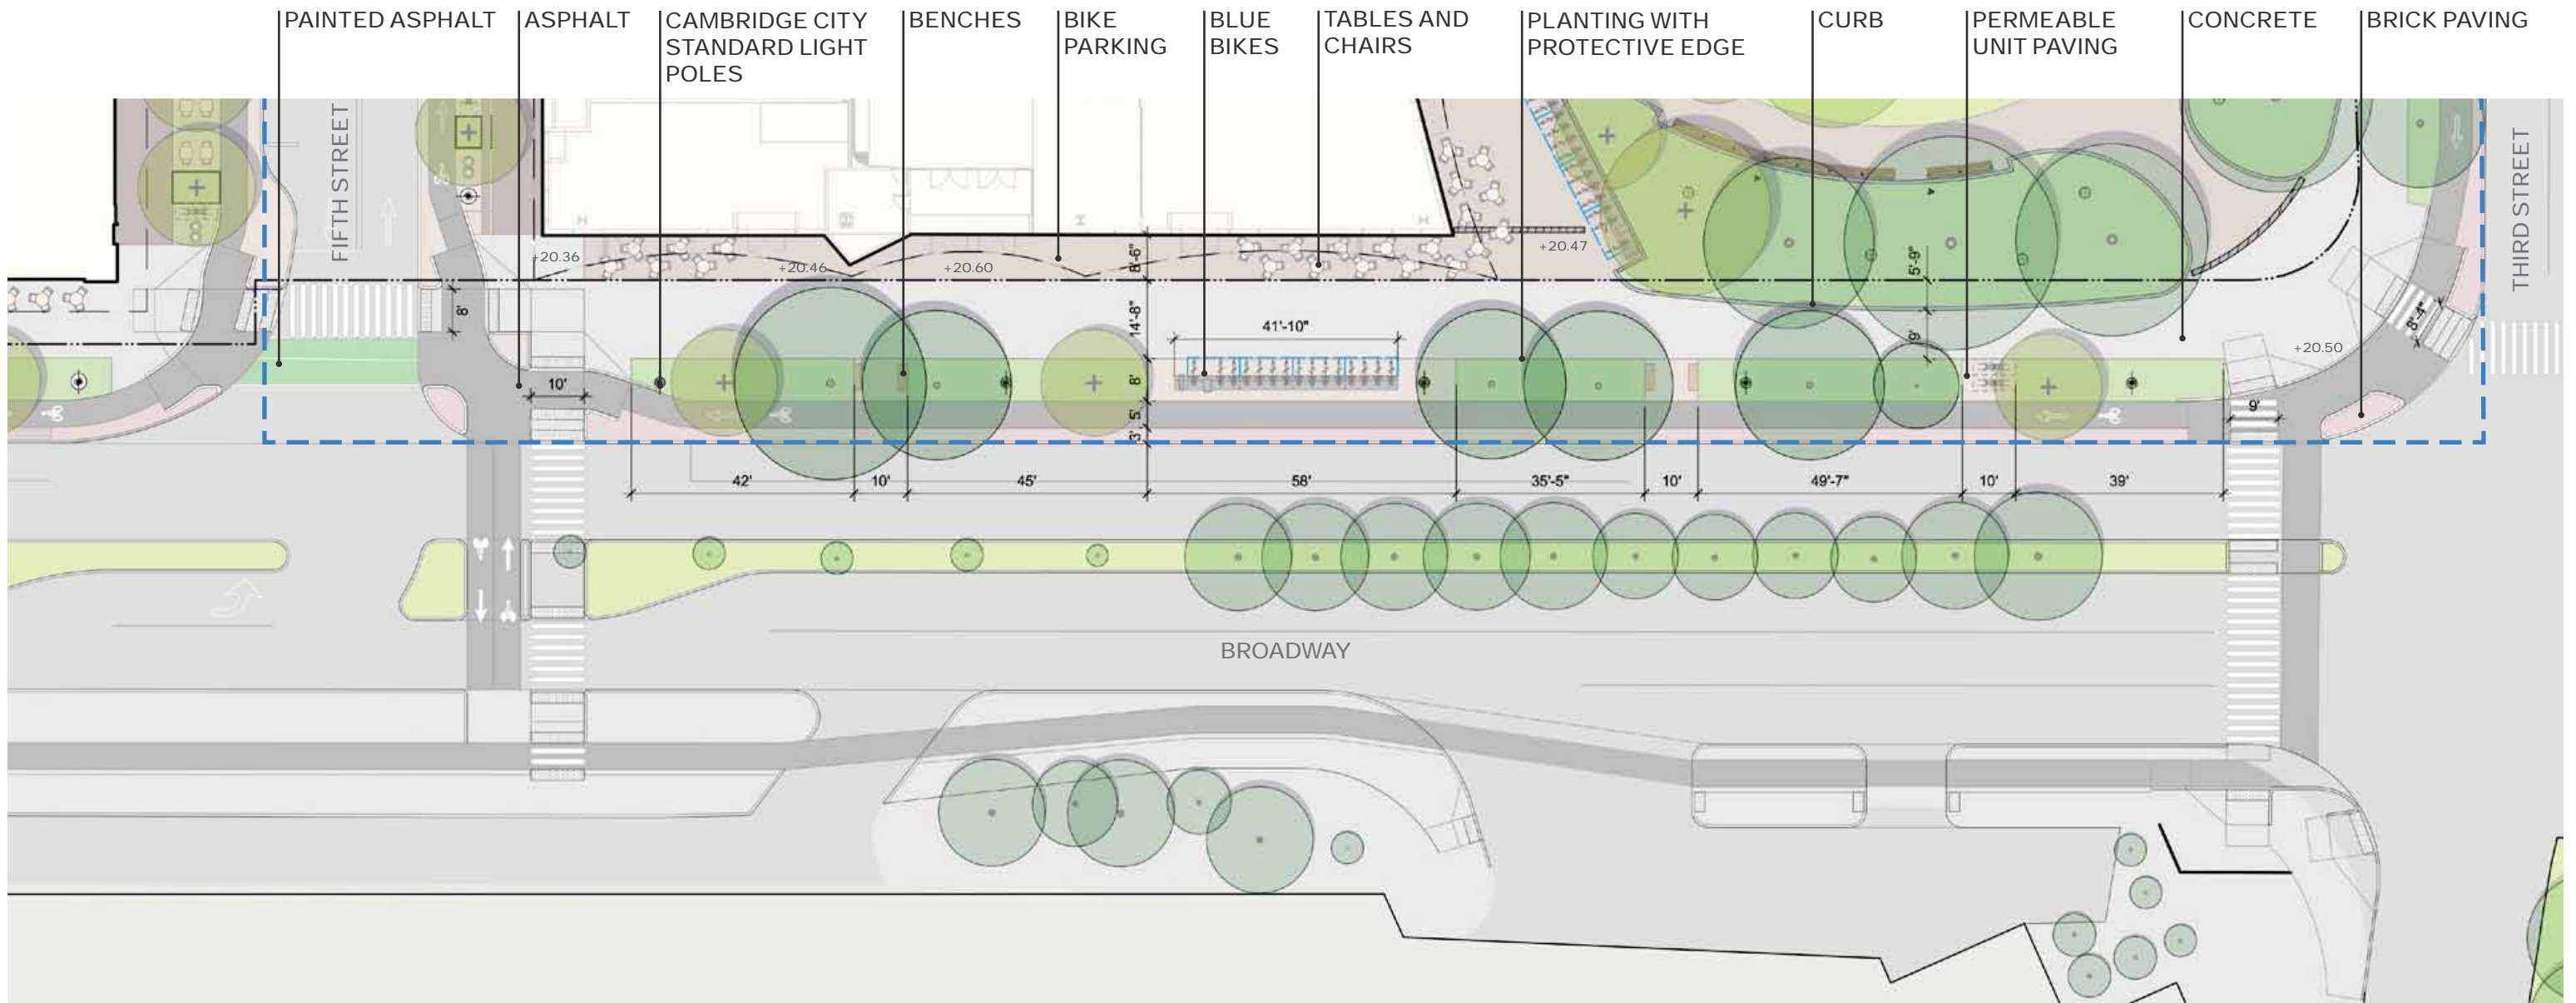 PAINTED ASPHALT
ASPHALT
CAMBRIDGE CITY
STANDARD LIGHT
POLES
BENCHES
BIKE
PARKING
BLUE
BIKES
TABLES AND
CHAIRS
PLANTING WITH
PROTECTIVE EDGE
CURB
PERMEABLE
UNIT PAVING
CONCRETE
BRICK PAVING
FIFTH STREET
THIRD STREET
+20.36
+20.46
+20.60
8'-6"
+20.47
5'-9"
8'
14'-8"
41'-10"
9'
8'-4"
+20.50
10'
8'
5'
3'
9'
42'
10'
45'
58'
35'-5"
10'
49'-7"
10'
39'
BROADWAY